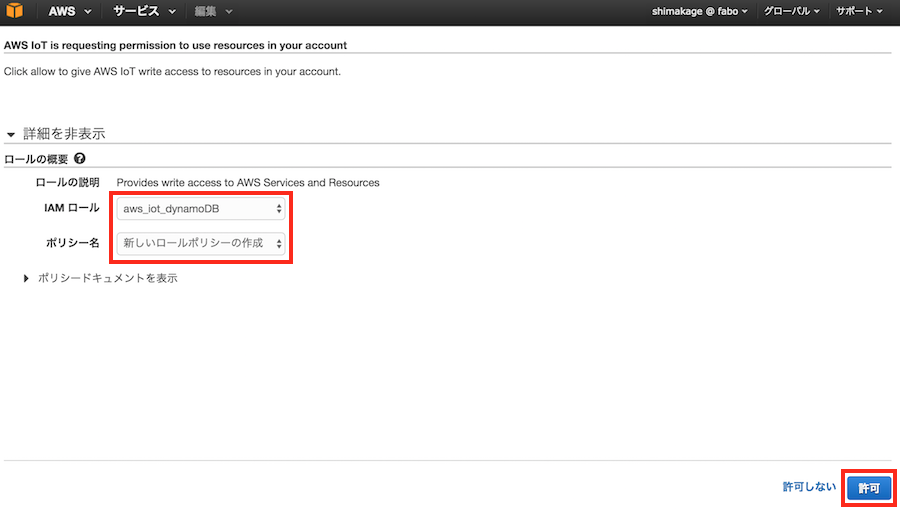 AWS サービス 編集 shimakage @ fabo グローバル サポート
AWS IoT is requesting permission to use resources in your account
Click allow to give AWS IoT write access to resources in your account.
詳細を非表示
ロールの概要 ?
ロールの説明 Provides write access to AWS Services and Resources
IAM ロール aws_iot_dynamoDB
ポリシー名 新しいロールポリシーの作成
ポリシードキュメントを表示
許可しない 許可